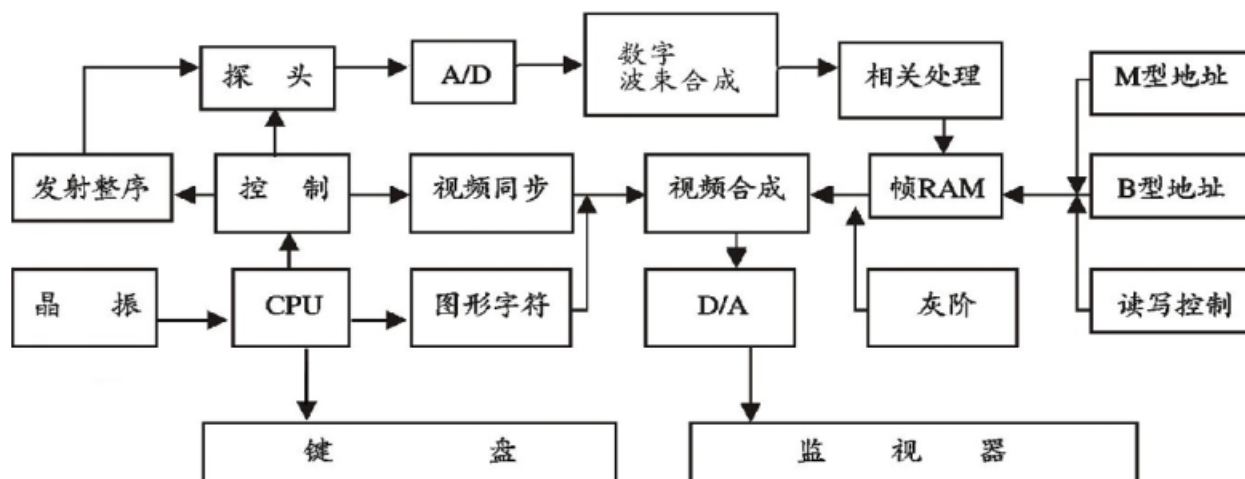 探 头
A/D
数字
波束合成
相关处理
M型地址
发射整序
控 制
视频同步
视频合成
帧RAM
B型地址
晶 振
CPU
图形字符
D/A
灰阶
读写控制
键 盘
监 视 器